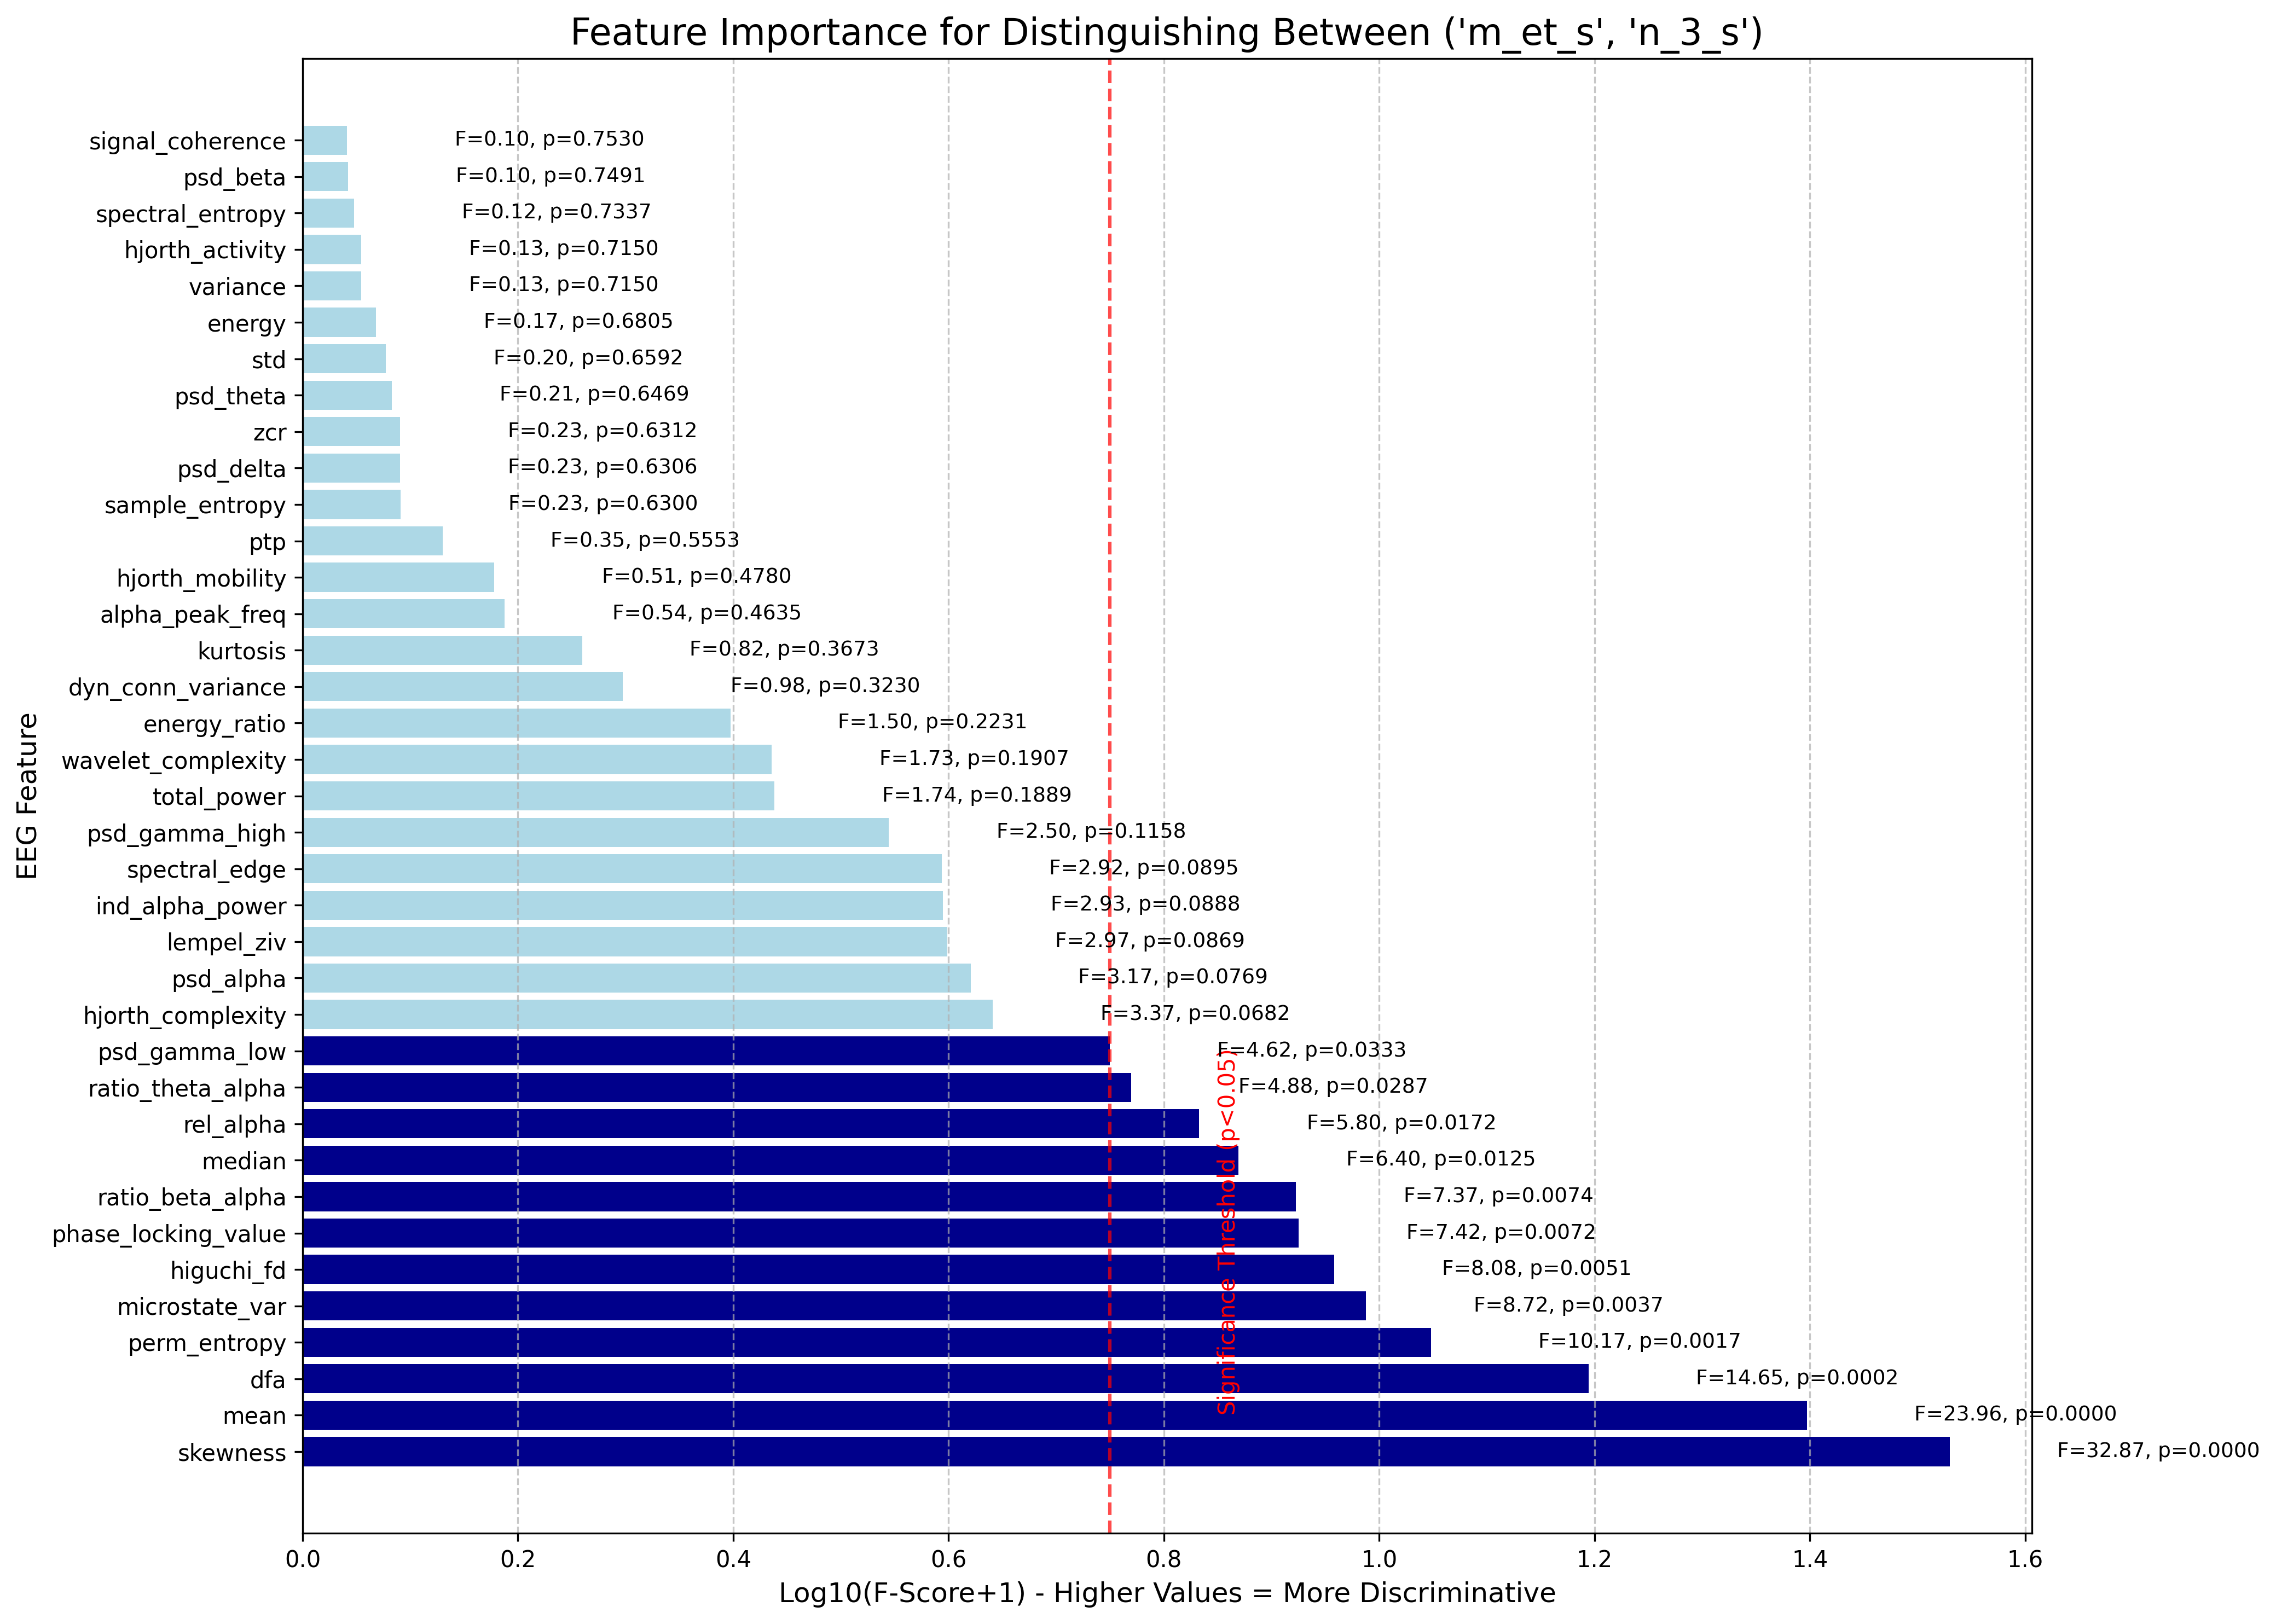 Feature Importance for Distinguishing Between ('m_et_s', 'n_3_s')
signal_coherence F=0.10, p=0.7530
psd_beta F=0.10, p=0.7491
spectral_entropy F=0.12, p=0.7337
hjorth_activity F=0.13, p=0.7150
variance F=0.13, p=0.7150
energy F=0.17, p=0.6805
std F=0.20, p=0.6592
psd_theta F=0.21, p=0.6469
zcr F=0.23, p=0.6312
psd_delta F=0.23, p=0.6306
sample_entropy F=0.23, p=0.6300
ptp F=0.35, p=0.5553
hjorth_mobility F=0.51, p=0.4780
alpha_peak_freq F=0.54, p=0.4635
kurtosis F=0.82, p=0.3673
dyn_conn_variance F=0.98, p=0.3230
energy_ratio F=1.50, p=0.2231
wavelet_complexity F=1.73, p=0.1907
total_power F=1.74, p=0.1889
psd_gamma_high F=2.50, p=0.1158
spectral_edge F=2.92, p=0.0895
ind_alpha_power F=2.93, p=0.0888
lempel_ziv F=2.97, p=0.0869
psd_alpha F=3.17, p=0.0769
hjorth_complexity F=3.37, p=0.0682
psd_gamma_low F=4.62, p=0.0333
ratio_theta_alpha F=4.88, p=0.0287
rel_alpha F=5.80, p=0.0172
median F=6.40, p=0.0125
ratio_beta_alpha F=7.37, p=0.0074
phase_locking_value F=7.42, p=0.0072
higuchi_fd F=8.08, p=0.0051
microstate_var F=8.72, p=0.0037
perm_entropy F=10.17, p=0.0017
dfa F=14.65, p=0.0002
mean F=23.96, p=0.0000
skewness F=32.87, p=0.0000
EEG Feature
Significance Threshold (p<0.05)
0.0 0.2 0.4 0.6 0.8 1.0 1.2 1.4 1.6
Log10(F-Score+1) - Higher Values = More Discriminative